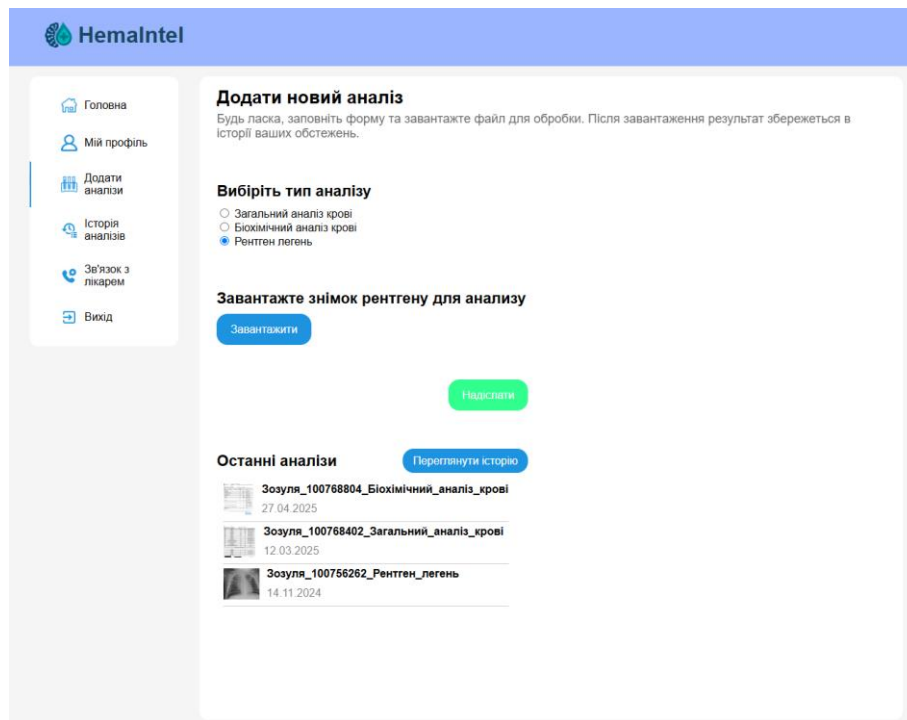 HemaIntel
Головна
Мій профіль
Додати
аналізи
Історія
аналізів
Зв'язок з
лікарем
Вихід
Додати новий аналіз
Будь ласка, заповніть форму та завантажте файл для обробки. Після завантаження результат збережеться в
історії ваших обстежень.
Вибіріть тип аналізу
Загальний аналіз крові
Біохімічний аналіз крові
Рентген легень
Завантажте знімок рентгену для анализу
Завантажити
Надіслати
Останні аналізи
Переглянути історію
Зозуля_100768804_Біохімічний_аналіз_крові
27.04.2025
Зозуля_100768402_Загальний_аналіз_крові
12.03.2025
Зозуля_100756262_Рентген_легень
14.11.2024